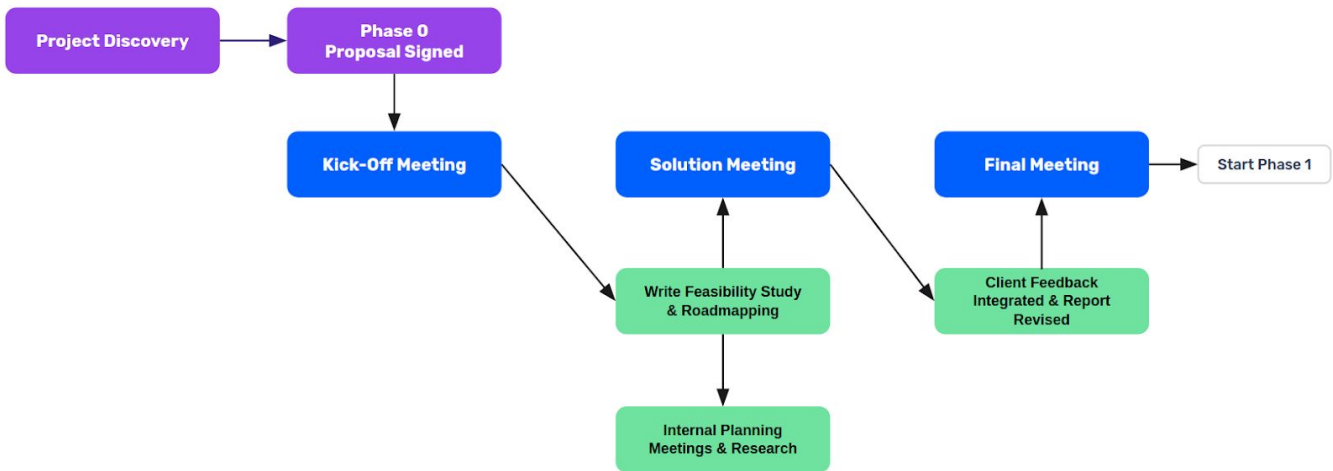 Project Discovery
Phase 0
Proposal Signed
Kick-Off Meeting
Solution Meeting
Final Meeting
Start Phase 1
Write Feasibility Study
& Roadmapping
Client Feedback
Integrated & Report
Revised
Internal Planning
Meetings & Research